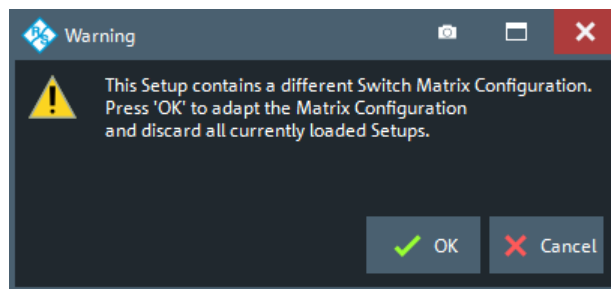 R&S Warning
This Setup contains a different Switch Matrix Configuration.
Press 'OK' to adapt the Matrix Configuration
and discard all currently loaded Setups.
OK Cancel